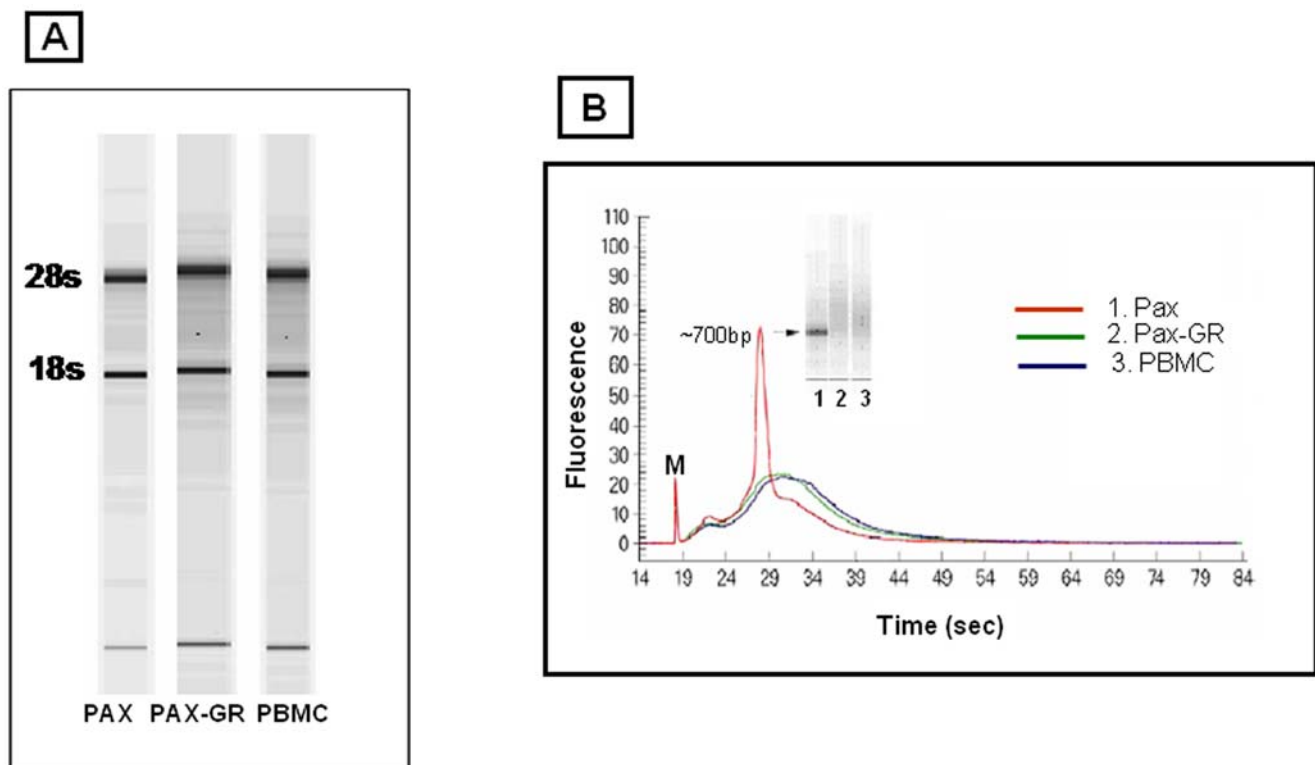 A
28s
18s
PAX PAX-GR PBMC
B
110
100
90
80
70
60
50
40
30
20
10
0
Fluorescence
M
~700bp
1 2 3
1. Pax
2. Pax-GR
3. PBMC
14 19 24 29 34 39 44 49 54 59 64 69 74 79 84
Time (sec)